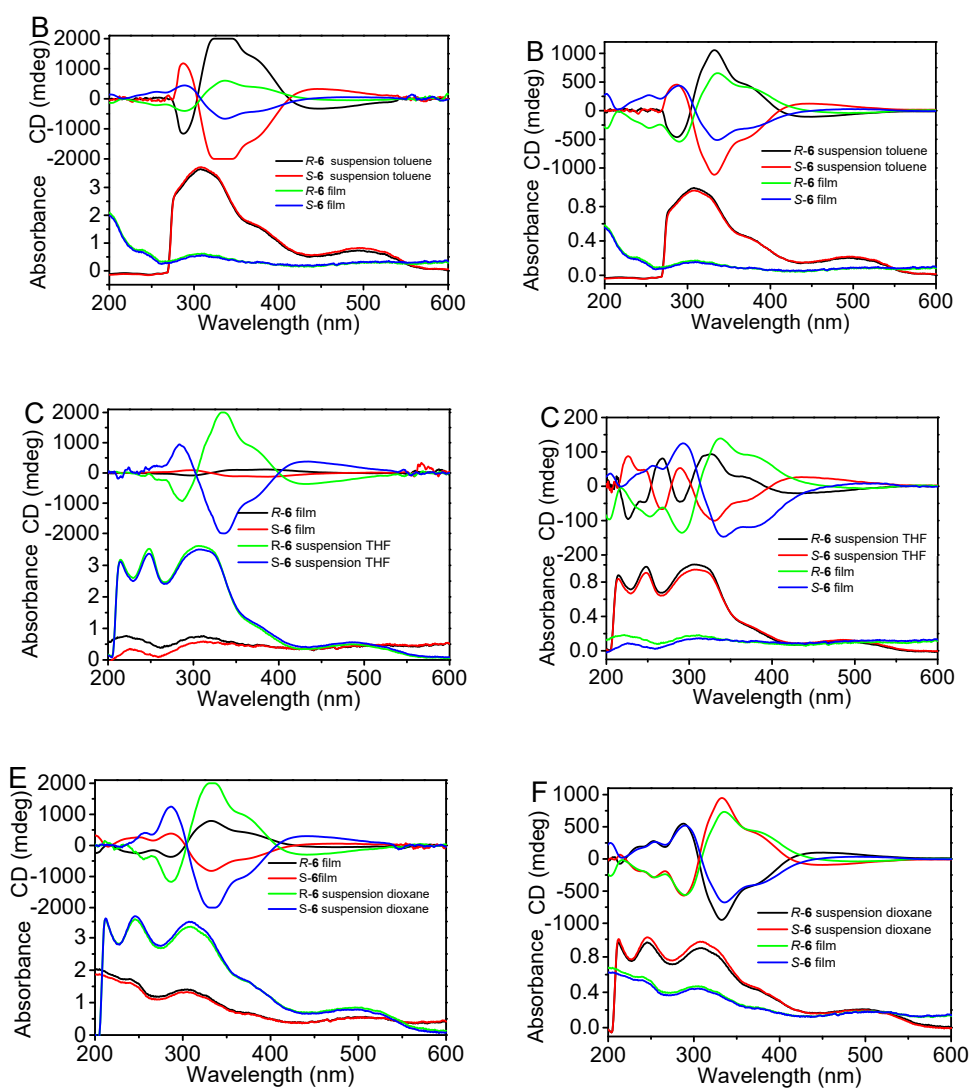 B
2000
1000
0
-1000
-2000
CD (mdeg)
R-6 suspension toluene
S-6 suspension toluene
R-6 film
S-6 film
3
2
1
0
Absorbance
200 300 400 500 600
Wavelength (nm)
B
1000
500
0
-500
-1000
CD (mdeg)
R-6 suspension toluene
S-6 suspension toluene
R-6 film
S-6 film
0.8
0.4
0.0
Absorbance
200 300 400 500 600
Wavelength (nm)
C
2000
1000
0
-1000
-2000
CD (mdeg)
R-6 film
S-6 film
R-6 suspension THF
S-6 suspension THF
3
2
1
0
Absorbance
200 250 300 350 400 450 500 550 600
Wavelength (nm)
C
200
100
0
-100
-200
CD (mdeg)
R-6 suspension THF
S-6 suspension THF
R-6 film
S-6 film
0.8
0.4
0.0
Absorbance
200 300 400 500 600
Wavelength (nm)
E
2000
1000
0
-1000
-2000
CD (mdeg)
R-6 film
S-6film
R-6 suspension dioxane
S-6 suspension dioxane
3
2
1
0
Absorbance
200 300 400 500 600
Wavelength (nm)
F
1000
500
0
-500
-1000
CD (mdeg)
R-6 suspension dioxane
S-6 suspension dioxane
R-6 film
S-6 film
0.8
0.4
0.0
Absorbance
200 300 400 500 600
Wavelength (nm)